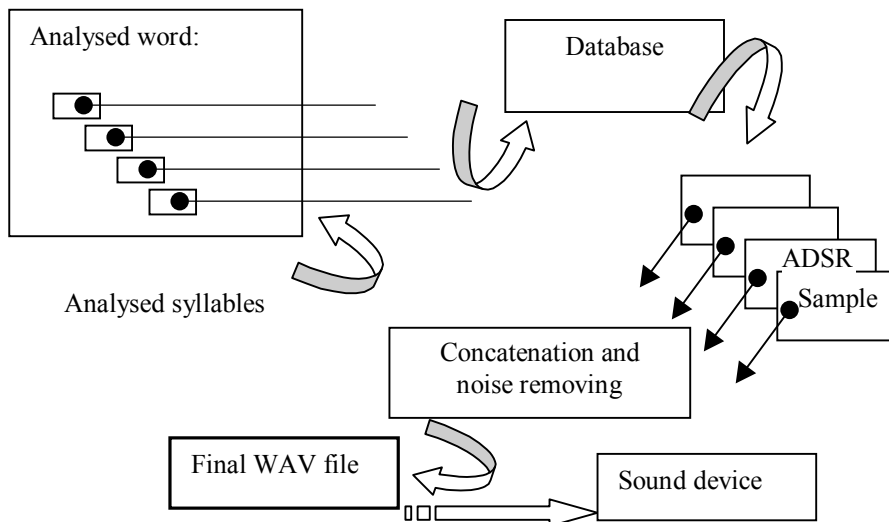 Analysed word:
Database
ADSR
Sample
Analysed syllables
Concatenation and
noise removing
Final WAV file
Sound device